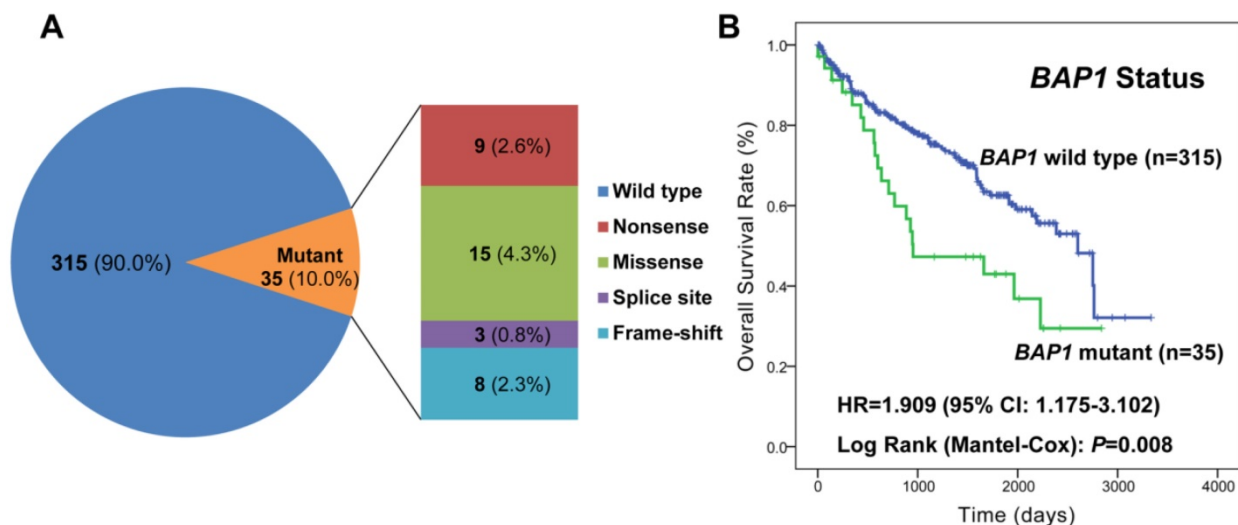 A
315 (90.0%)
Mutant
35 (10.0%)
9 (2.6%)
15 (4.3%)
3 (0.8%)
8 (2.3%)
Wild type
Nonsense
Missense
Splice site
Frame-shift
B
BAP1 Status
BAP1 wild type (n=315)
BAP1 mutant (n=35)
HR=1.909 (95% CI: 1.175-3.102)
Log Rank (Mantel-Cox): P=0.008
Overall Survival Rate (%)
1.0
0.8
0.6
0.4
0.2
0.0
0
1000
2000
3000
4000
Time (days)